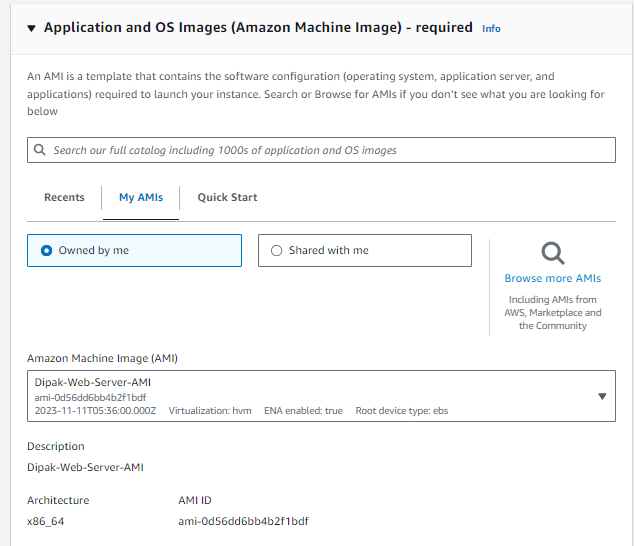 Application and OS Images (Amazon Machine Image) - required Info
An AMI is a template that contains the software configuration (operating system, application server, and
applications) required to launch your instance. Search or Browse for AMIs if you don't see what you are looking for
below
Search our full catalog including 1000s of application and OS images
Recents My AMIs Quick Start
Owned by me Shared with me
Browse more AMIs
Including AMIs from
AWS, Marketplace and
the Community
Amazon Machine Image (AMI)
Dipak-Web-Server-AMI
ami-0d56dd6bb4b2f1bdf
2023-11-11T05:36:00.000Z Virtualization: hvm ENA enabled: true Root device type: ebs
Description
Dipak-Web-Server-AMI
Architecture AMI ID
x86_64 ami-0d56dd6bb4b2f1bdf